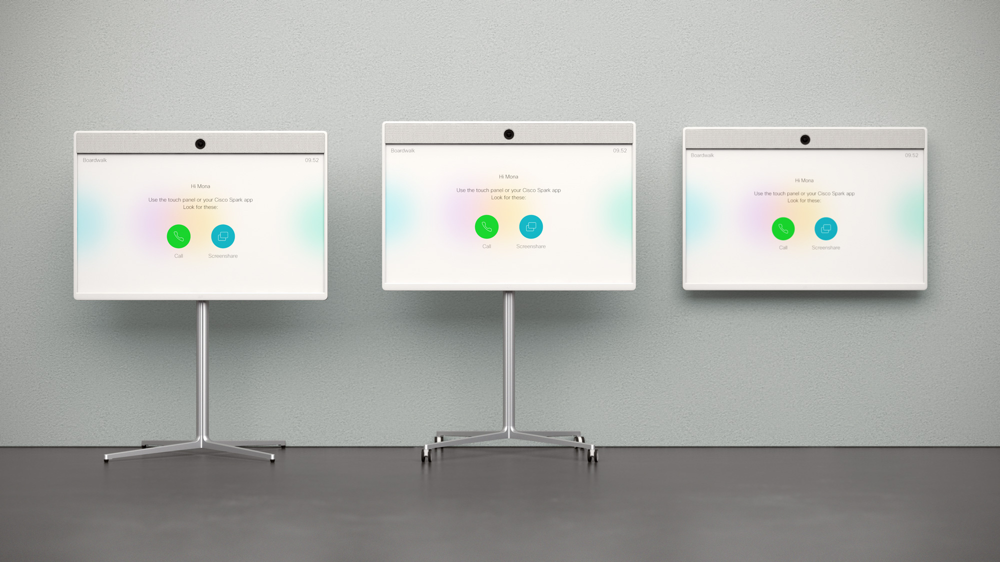 Boardwalk 09.52
Hi Mona
Use the touch panel or your Cisco Spark app
Look for these:
Call Screenshare
Boardwalk 09.52
Hi Mona
Use the touch panel or your Cisco Spark app
Look for these:
Call Screenshare
Boardwalk 09.52
Hi Mona
Use the touch panel or your Cisco Spark app
Look for these:
Call Screenshare